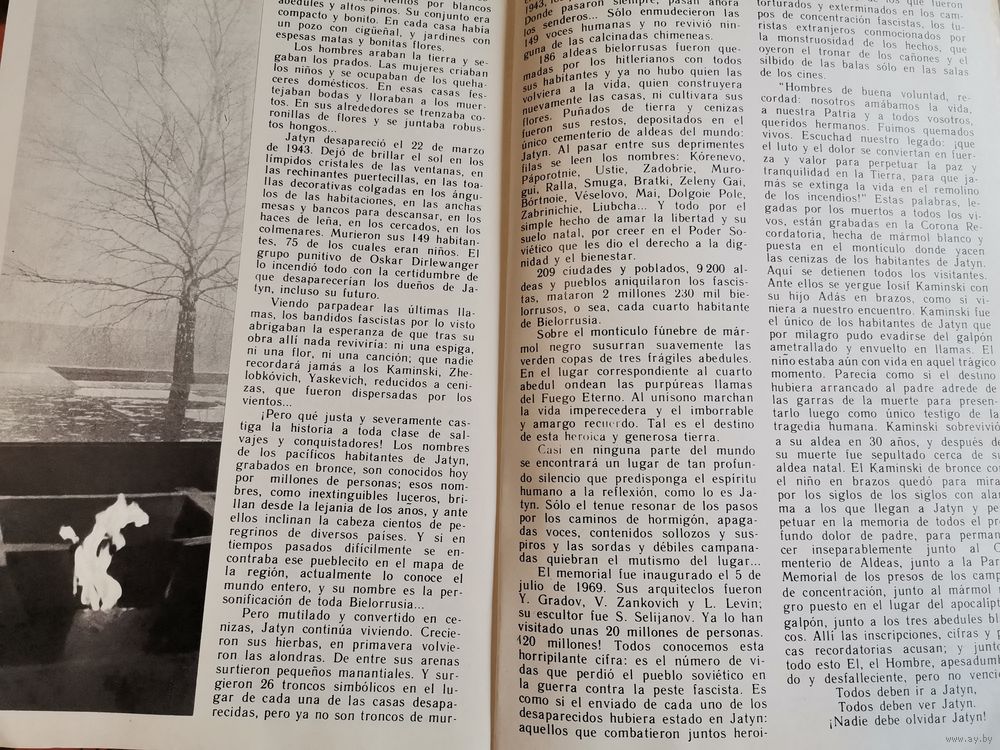 vientos por blancos
abedules y altos pinos. Su conjunto era
compacto y bonito. En cada casa había
un pozo con cigüeñal, y jardines con
espesas matas y bonitas flores.
Los hombres araban la tierra y se-
gaban los prados. Las mujeres criaban
los niños y se ocupaban de los queha-
ceres domésticos. En esas casas fes-
tejaban bodas y lloraban a los muer-
tos. En sus alrededores se trenzaba co-
ronillas de flores y se juntaba robus-
tos hongos...
Jatyn desapareció el 22 de marzo
de 1943. Dejó de brillar el sol en los
límpidos cristales de las ventanas, en
las rechinantes puertecillas, en las toa-
llas decorativas colgadas en los ángu-
los de las habitaciones, en las anchas
mesas y bancos para descansar, en los
haces de leña, en los cercados, en los
colmenares. Murieron sus 149 habitan-
tes, 75 de los cuales eran niños. El
grupo punitivo de Oskar Dirlewanger
lo incendió todo con la certidumbre de
que desaparecerían los dueños de Ja-
tyn, incluso su futuro.
Viendo parpadear las últimas lla-
mas, los bandidos fascistas por lo visto
abrigaban la esperanza de que tras su
obra allí nada reviviría: ni una espiga,
ni una flor, ni una canción; que nadie
recordará jamás a los Kaminski, Zhe-
lobkóvich, Yaskevich, reducidos a ceni-
zas, que fueron dispersadas por los
vientos...
¡Pero qué justa y severamente cas-
tiga la historia a toda clase de sal-
vajes y conquistadores! Los nombres
de los pacíficos habitantes de Jatyn,
grabados en bronce, son conocidos hoy
por millones de personas; esos nom-
bres, como inextinguibles luceros, bri-
llan desde la lejanía de los años, y ante
ellos inclinan la cabeza cientos de pe-
regrinos de diversos países. Y si en
tiempos pasados difícilmente se en-
contraba ese pueblecito en el mapa de
la región, actualmente lo conoce el
mundo entero, y su nombre es la per-
sonificación de toda Bielorrusia...
Pero mutilado y convertido en ce-
nizas, Jatyn continúa viviendo. Crecie-
ron sus hierbas, en primavera volvie-
ron las alondras. De entre sus arenas
surtieron pequeños manantiales. Y sur-
gieron 26 troncos simbólicos en el lu-
gar de cada una de las casas desapa-
recidas, pero ya no son troncos de mur-
1943, los
Donde pasaron siempre, pasan ahora
los senderos... Sólo enmudecieron las
149 voces humanas y no revivió nin-
guna de las calcinadas chimeneas.
186 aldeas bielorrusas fueron que-
madas por los hitlerianos con todos
sus habitantes y ya no hubo quien las
volviera a la vida, quien construyera
nuevamente las casas, ni cultivara sus
flores. Puñados de tierra y cenizas
fueron sus restos, depositados en el
único cementerio de aldeas del mundo:
Jatyn. Al pasar entre sus deprimentes
filas se leen los nombres: Kórenevo,
Páporotnie, Ustie, Zadobrie, Muro-
gui, Ralla, Smuga, Bratki, Zeleny Gai,
Bórtnoie, Véselovo, Mai, Dolgoie Pole,
Zabrinichie, Liubcha... Y todo por el
simple hecho de amar la libertad y su
suelo natal, por creer en el Poder So-
viético que les dio el derecho a la dig-
nidad y el bienestar.
209 ciudades y poblados, 9 200 al-
deas y pueblos aniquilaron los fascis-
tas, mataron 2 millones 230 mil bie-
lorrusos, o sea, cada cuarto habitante
de Bielorrusia.
Sobre el montículo fúnebre de már-
mol negro susurran suavemente las
verden copas de tres frágiles abedules.
En el lugar correspondiente al cuarto
abedul ondean las purpúreas llamas
del Fuego Eterno. Al unísono marchan
la vida imperecedera y el imborrable
y amargo recuerdo. Tal es el destino
de esta heroica y generosa tierra.
Casi en ninguna parte del mundo
se encontrará un lugar de tan profun-
do silencio que predisponga el espíritu
humano a la reflexión, como lo es Ja-
tyn. Sólo el tenue resonar de los pasos
por los caminos de hormigón, apaga-
das voces, contenidos sollozos y sus-
piros y las sordas y débiles campana-
das quiebran el mutismo del lugar...
El memorial fue inaugurado el 5 de
julio de 1969. Sus arquiteclos fueron
Y. Gradov, V. Zankovich y L. Levin;
su escultor fue S. Selijanov. Ya lo han
visitado unas 20 millones de personas.
¡20 millones! Todos conocemos esta
horripilante cifra: es el número de vi-
das que perdió el pueblo soviético en
la guerra contra la peste fascista. Es
como si el enviado de cada uno de los
desaparecidos hubiera estado en Jatyn:
aquellos que combatieron juntos heroi-
de los que fueron
torturados y exterminados en los cam-
pos de concentración fascistas, los tu-
ristas extranjeros conmocionados por
la monstruosidad de los hechos, que
oyeron el tronar de los cañones y el
silbido de las balas sólo en las salas
de los cines.
"Hombres de buena voluntad, re-
cordad: nosotros amábamos la vida,
a nuestra Patria y a todos vosotros,
queridos hermanos. Fuimos quemados
vivos. Escuchad nuestro legado: ¡que
el luto y el dolor se conviertan en fuer-
za y valor para perpetuar la paz y
tranquilidad en la Tierra, para que ja-
más se extinga la vida en el remolino
de los incendios!" Estas palabras, le-
gadas por los muertos a todos los vi-
vos, están grabadas en la Corona Re-
cordatoria, hecha de mármol blanco y
puesta en el montículo donde yacen
las cenizas de los habitantes de Jatyn.
Aquí se detienen todos los visitantes.
Ante ellos se yergue Iosif Kaminski con
su hijo Adás en brazos, como si vi-
niera a nuestro encuentro. Kaminski fue
el único de los habitantes de Jatyn que
por milagro pudo evadirse del galpón
ametrallado y envuelto en llamas. El
niño estaba aún con vida en aquel trágico
momento. Parecía como si el destino
hubiera arrancado al padre adrede de
las garras de la muerte para presen-
tarlo luego como único testigo de la
tragedia humana. Kaminski sobrevivió
a su aldea en 30 años, y después de
su muerte fue sepultado cerca de su
aldea natal. El Kaminski de bronce con
el niño en brazos quedó para mira
por los siglos de los siglos con alar
ma a los que llegan a Jatyn y pe
petuar en la memoria de todos el pro
fundo dolor de padre, para perman
cer inseparablemente junto al C
menterio de Aldeas, junto a la Par
Memorial de los presos de los camp
de concentración, junto al mármol n
gro puesto en el lugar del apocalípt
galpón, junto a los tres abedules bl
cos. Allí las inscripciones, cifras y p
cas recordatorias acusan; y junto
todo esto El, el Hombre, apesadum
do y desfalleciente, pero no vencid
Todos deben ir a Jatyn,
Todos deben ver Jatyn.
¡Nadie debe olvidar Jatyn!
www.ay.by